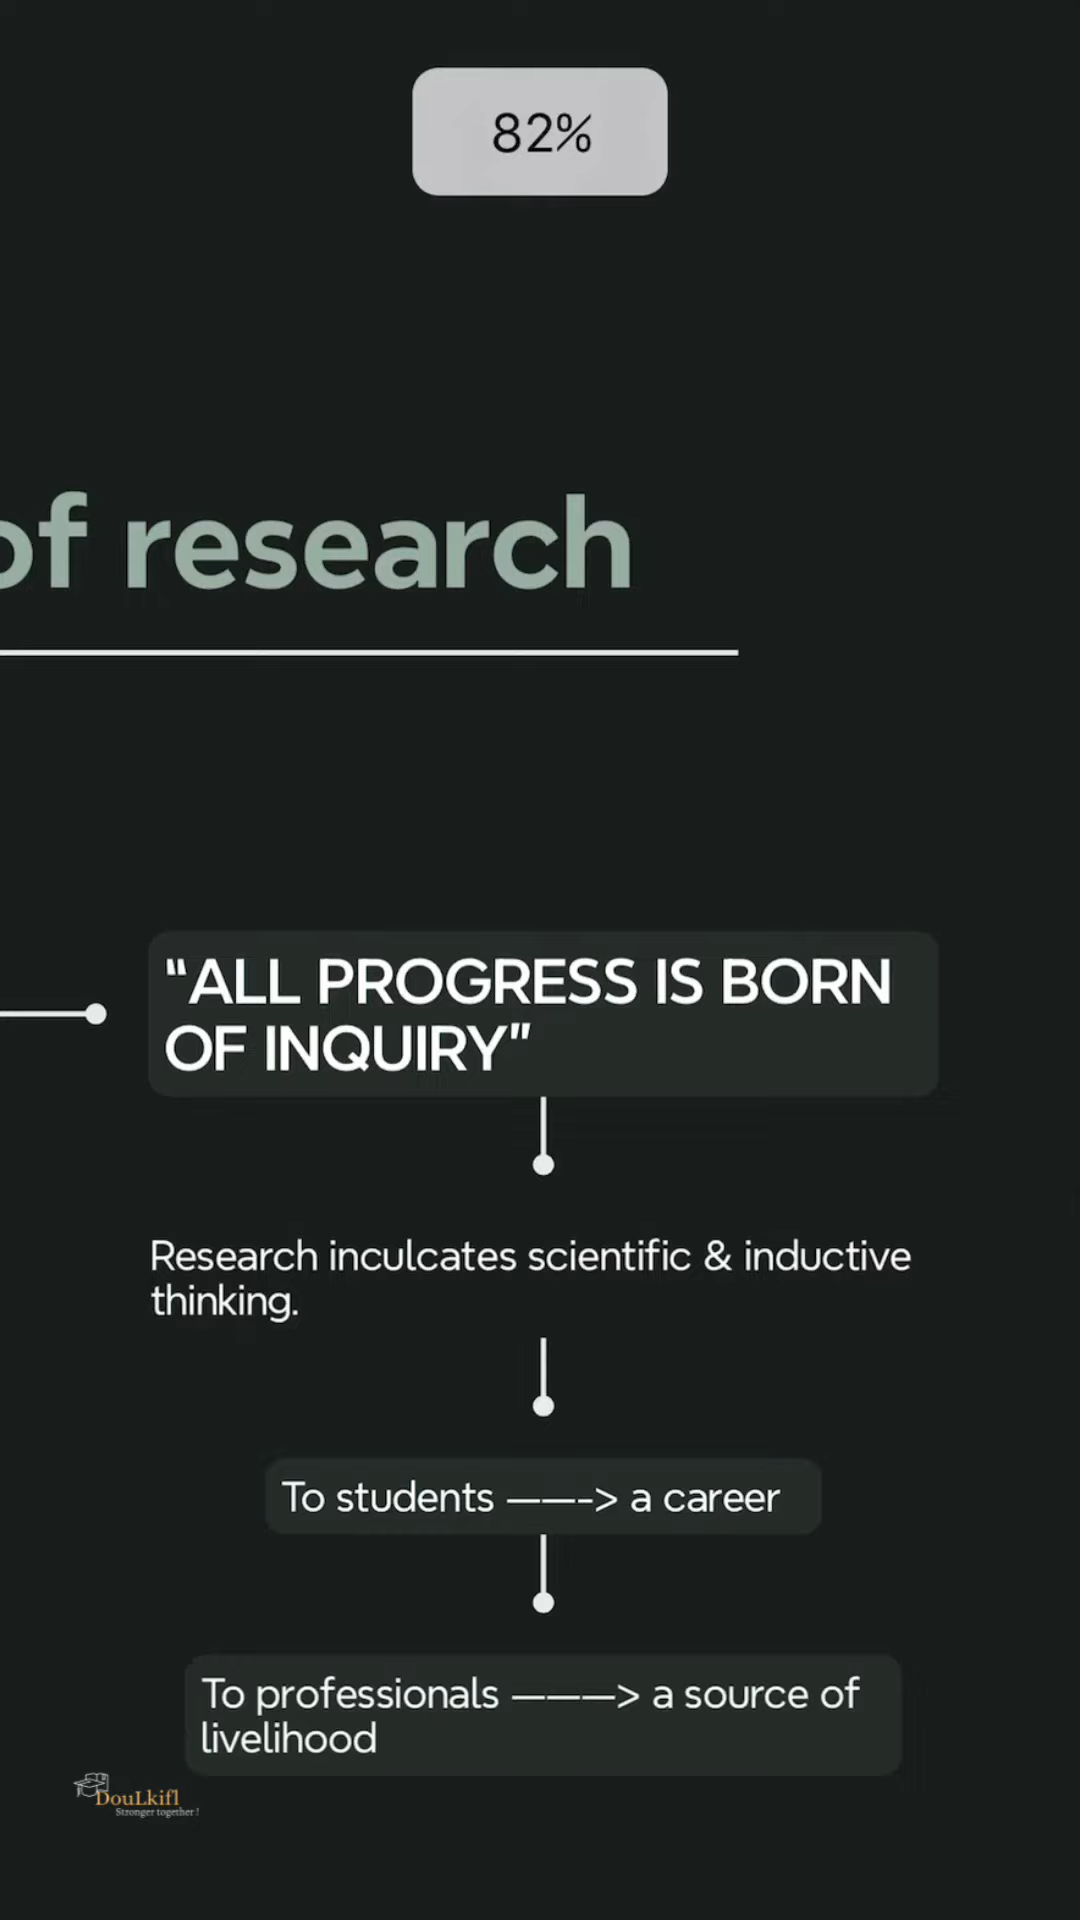 82%
of research
“ALL PROGRESS IS BORN
OF INQUIRY”
Research inculcates scientific & inductive
thinking.
To students ——-> a career
To professionals ———> a source of
livelihood
DouLkifl
Stronger together !